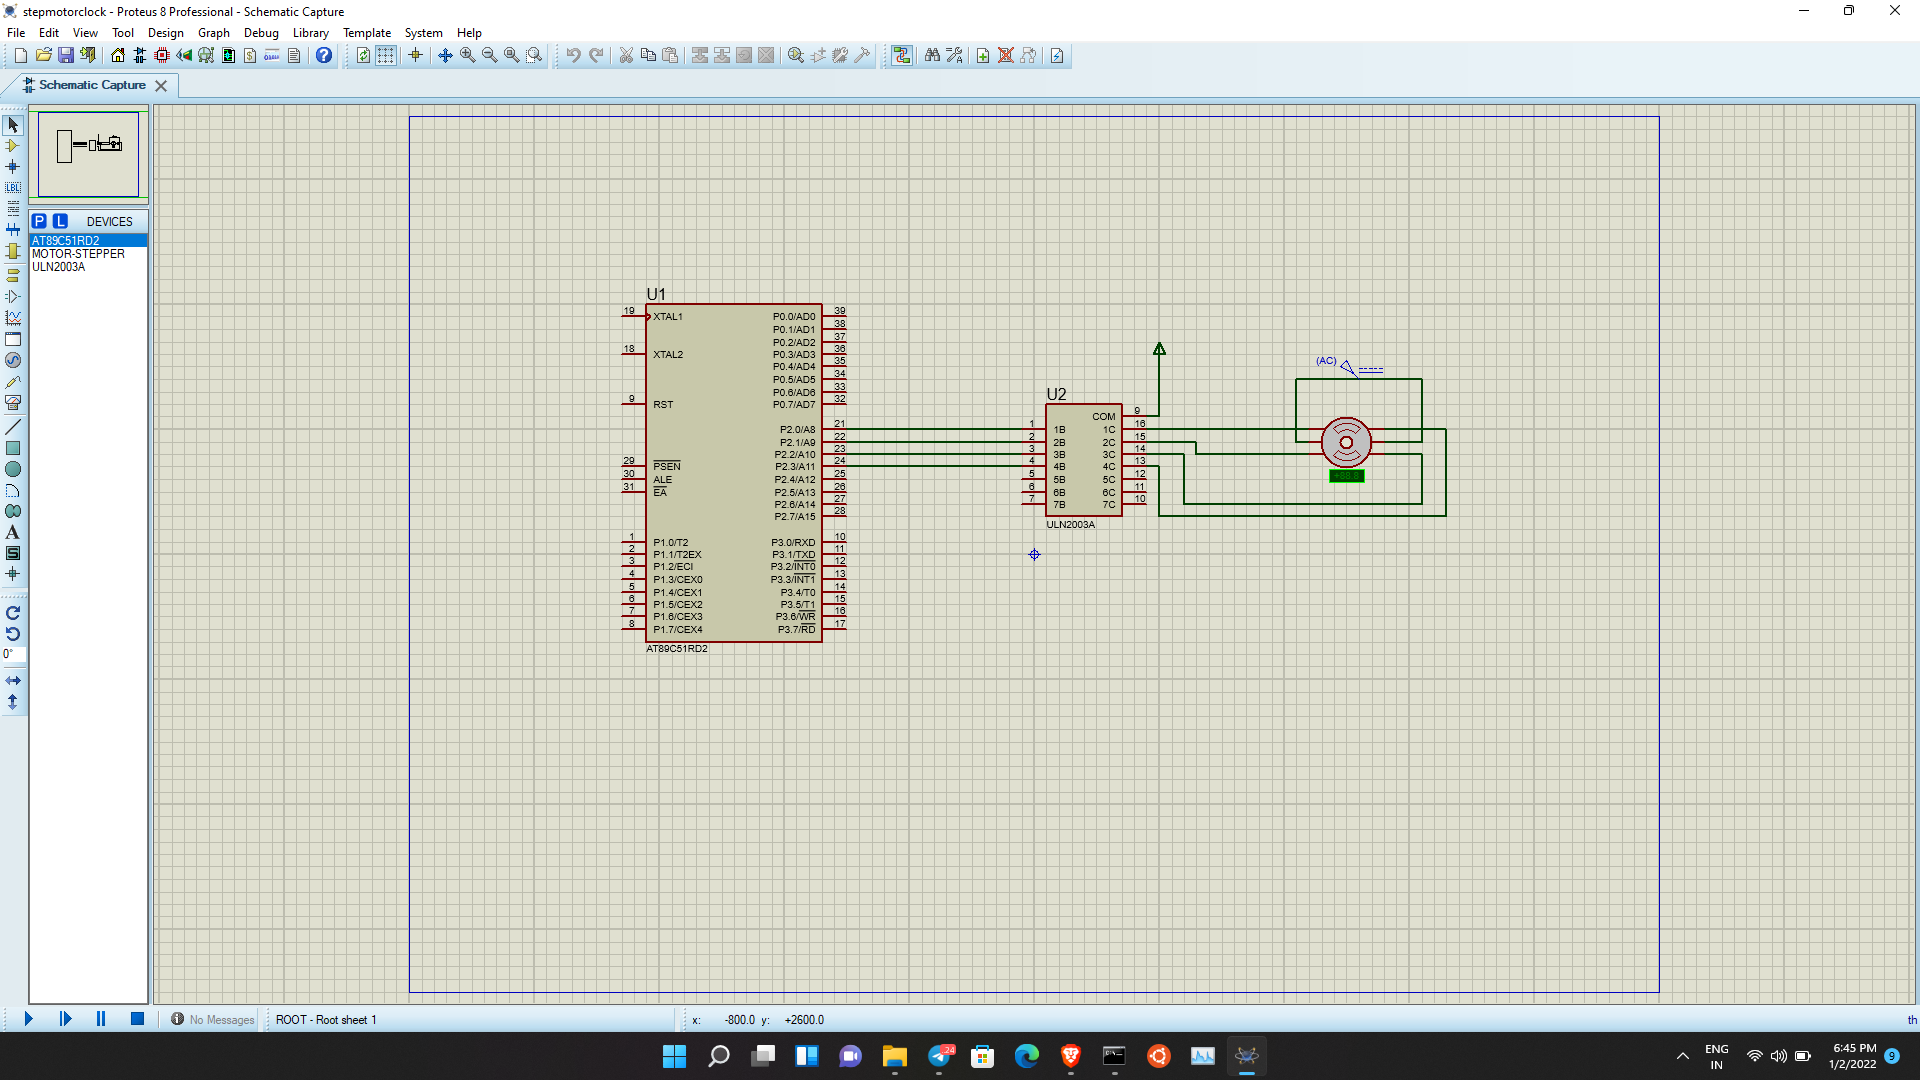 stepmotorclock - Proteus 8 Professional - Schematic Capture
File Edit View Tool Design Graph Debug Library Template System Help
Schematic Capture
LBL
P L DEVICES
AT89C51RD2
MOTOR-STEPPER
ULN2003A
A
S
0°
U1
19 XTAL1
18 XTAL2
9 RST
29 PSEN
30 ALE
31 EA
1 P1.0/T2
2 P1.1/T2EX
3 P1.2/ECI
4 P1.3/CEX0
5 P1.4/CEX1
6 P1.5/CEX2
7 P1.6/CEX3
8 P1.7/CEX4
P0.0/AD0 39
P0.1/AD1 38
P0.2/AD2 37
P0.3/AD3 36
P0.4/AD4 35
P0.5/AD5 34
P0.6/AD6 33
P0.7/AD7 32
P2.0/A8 21
P2.1/A9 22
P2.2/A10 23
P2.3/A11 24
P2.4/A12 25
P2.5/A13 26
P2.6/A14 27
P2.7/A15 28
P3.0/RXD 10
P3.1/TXD 11
P3.2/INT0 12
P3.3/INT1 13
P3.4/T0 14
P3.5/T1 15
P3.6/WR 16
P3.7/RD 17
AT89C51RD2
U2
1 1B
2 2B
3 3B
4 4B
5 5B
6 6B
7 7B
COM 9
1C 16
2C 15
3C 14
4C 13
5C 12
6C 11
7C 10
ULN2003A
(AC)
No Messages
ROOT - Root sheet 1
x: -800.0 y: +2600.0
th
24
ENG
IN
6:45 PM
1/2/2022
9